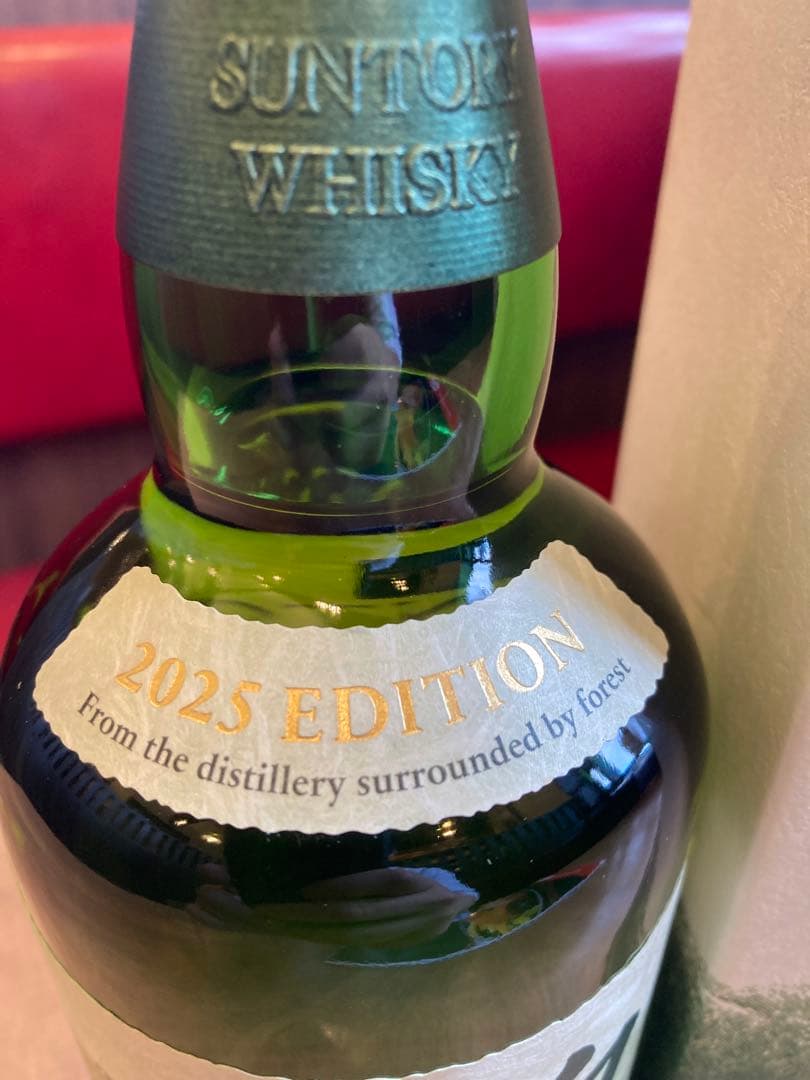 SUNTORY
WHISKY
2025 EDITION
From the distillery surrounded by forest